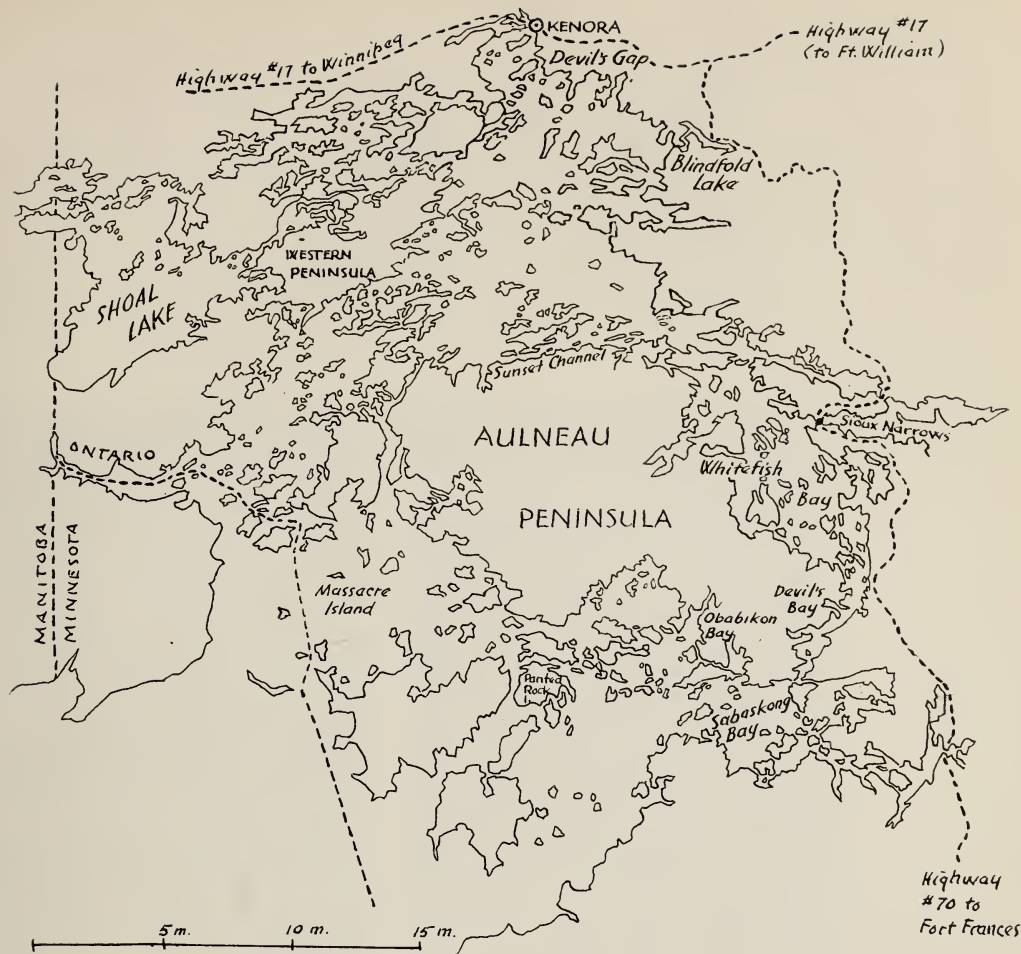 KENORA
Highway #17 to Winnipeg
Highway #17
(to Ft. William)
Devil's Gap
Blindfold
Lake
WESTERN
PENINSULA
SHOAL
LAKE
Sunset Channel
Sioux Narrows
AULNEAU
PENINSULA
Whitefish
Bay
ONTARIO
MANITOBA
MINNESOTA
Massacre
Island
Devil's
Bay
Obabikon
Bay
Painted
Rock
Sabaskong
Bay
Highway
#70 to
Fort Frances
5 m.
10 m.
15 m.